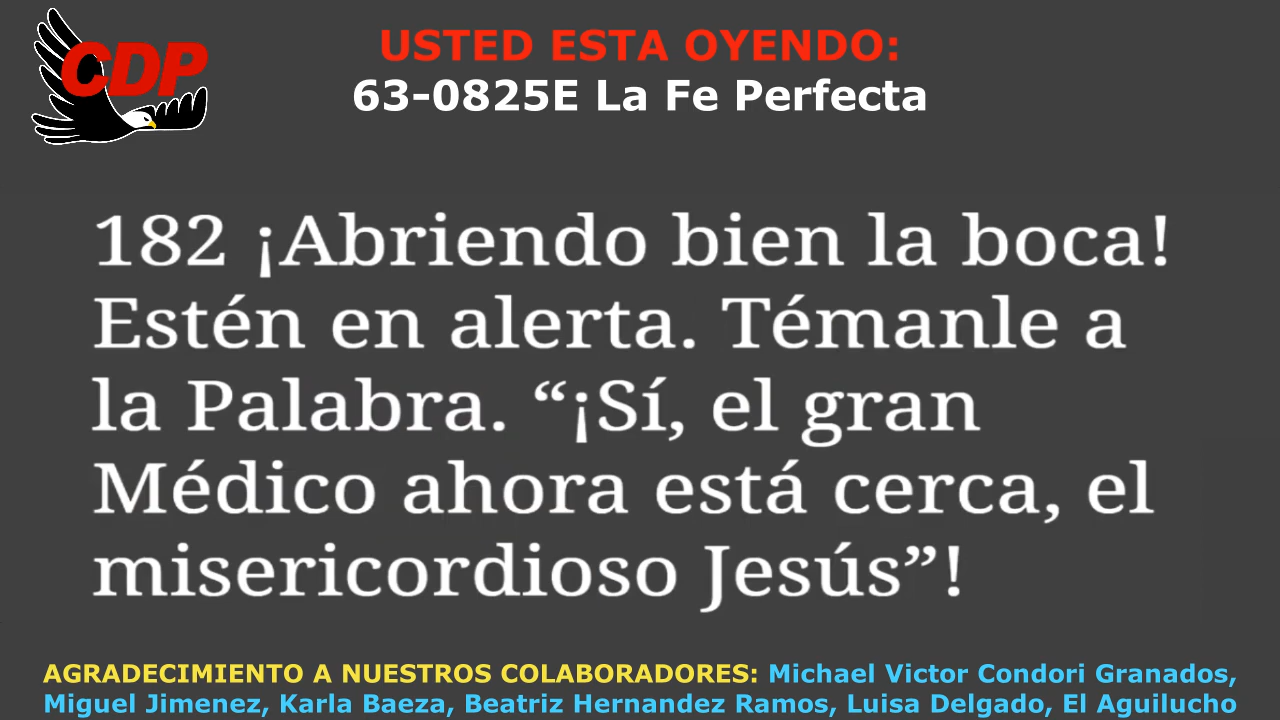 CDP
USTED ESTA OYENDO:
63-0825E La Fe Perfecta
182 ¡Abriendo bien la boca!
Estén en alerta. Témanle a
la Palabra. “¡Sí, el gran
Médico ahora está cerca, el
misericordioso Jesús”!
AGRADECIMIENTO A NUESTROS COLABORADORES: Michael Victor Condori Granados,
Miguel Jimenez, Karla Baeza, Beatriz Hernandez Ramos, Luisa Delgado, El Aguilucho